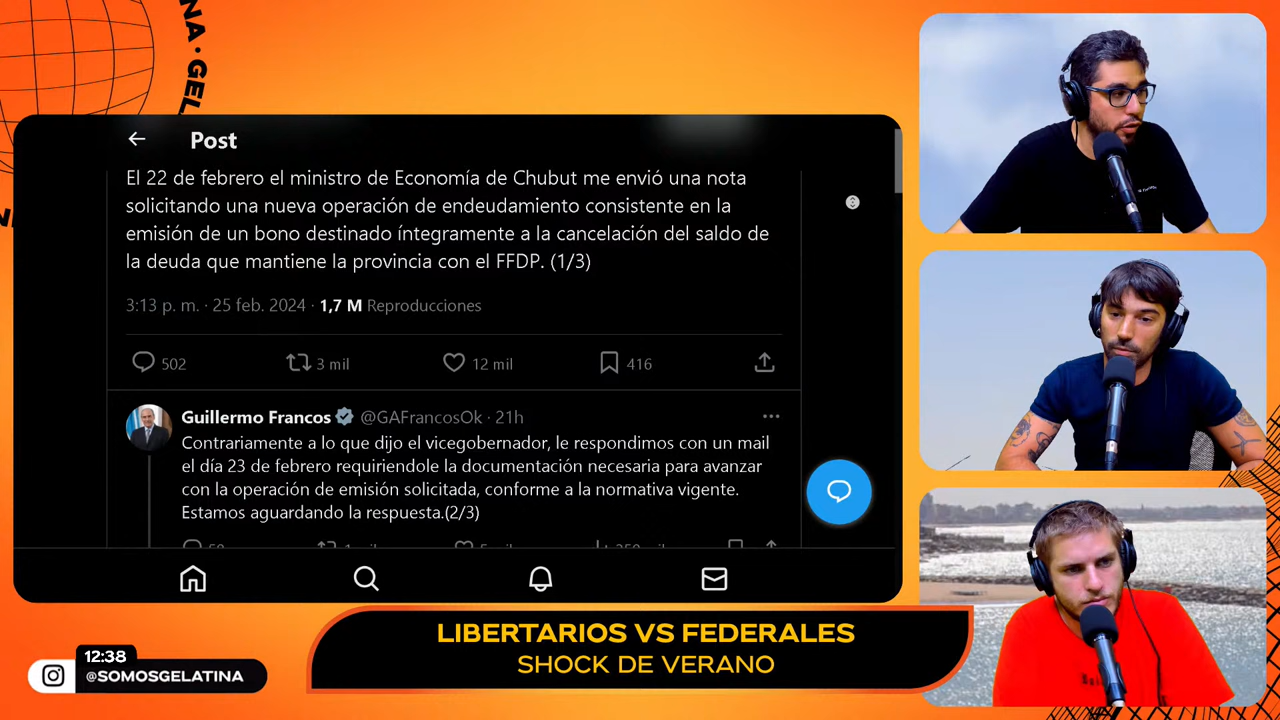 NA · GEL
Post
El 22 de febrero el ministro de Economía de Chubut me envió una nota
solicitando una nueva operación de endeudamiento consistente en la
emisión de un bono destinado íntegramente a la cancelación del saldo de
la deuda que mantiene la provincia con el FFDP. (1/3)
3:13 p. m. · 25 feb. 2024 · 1,7 M Reproducciones
502
3 mil
12 mil
416
Guillermo Francos @GAFrancosOk · 21h
Contrariamente a lo que dijo el vicegobernador, le respondimos con un mail
el día 23 de febrero requiriendole la documentación necesaria para avanzar
con la operación de emisión solicitada, conforme a la normativa vigente.
Estamos aguardando la respuesta.(2/3)
LIBERTARIOS VS FEDERALES
SHOCK DE VERANO
12:38
@SOMOSGELATINA